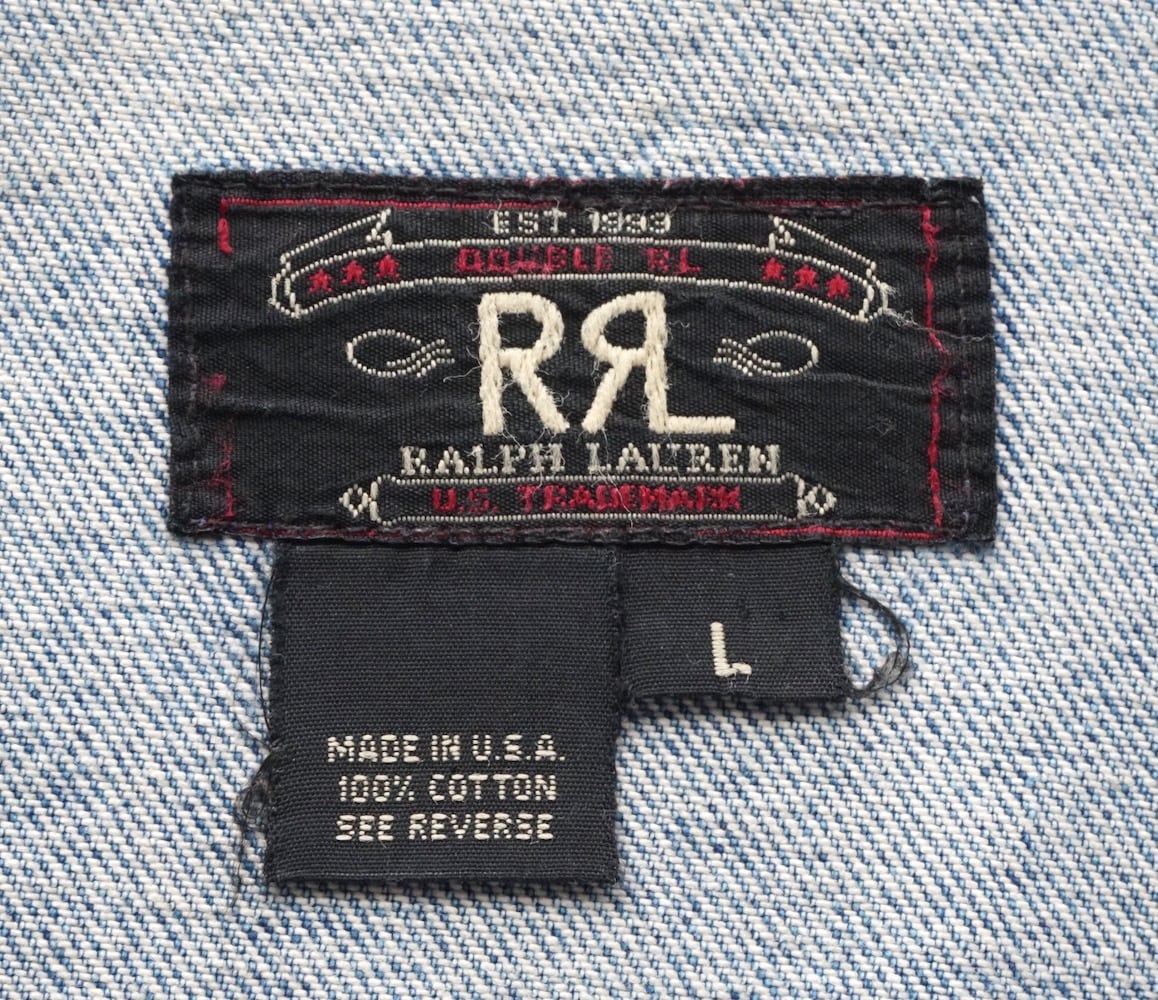 EST. 1993
DOUBLE RL
RRL
RALPH LAUREN
U.S. TRADEMARK
L
MADE IN U.S.A.
100% COTTON
SEE REVERSE